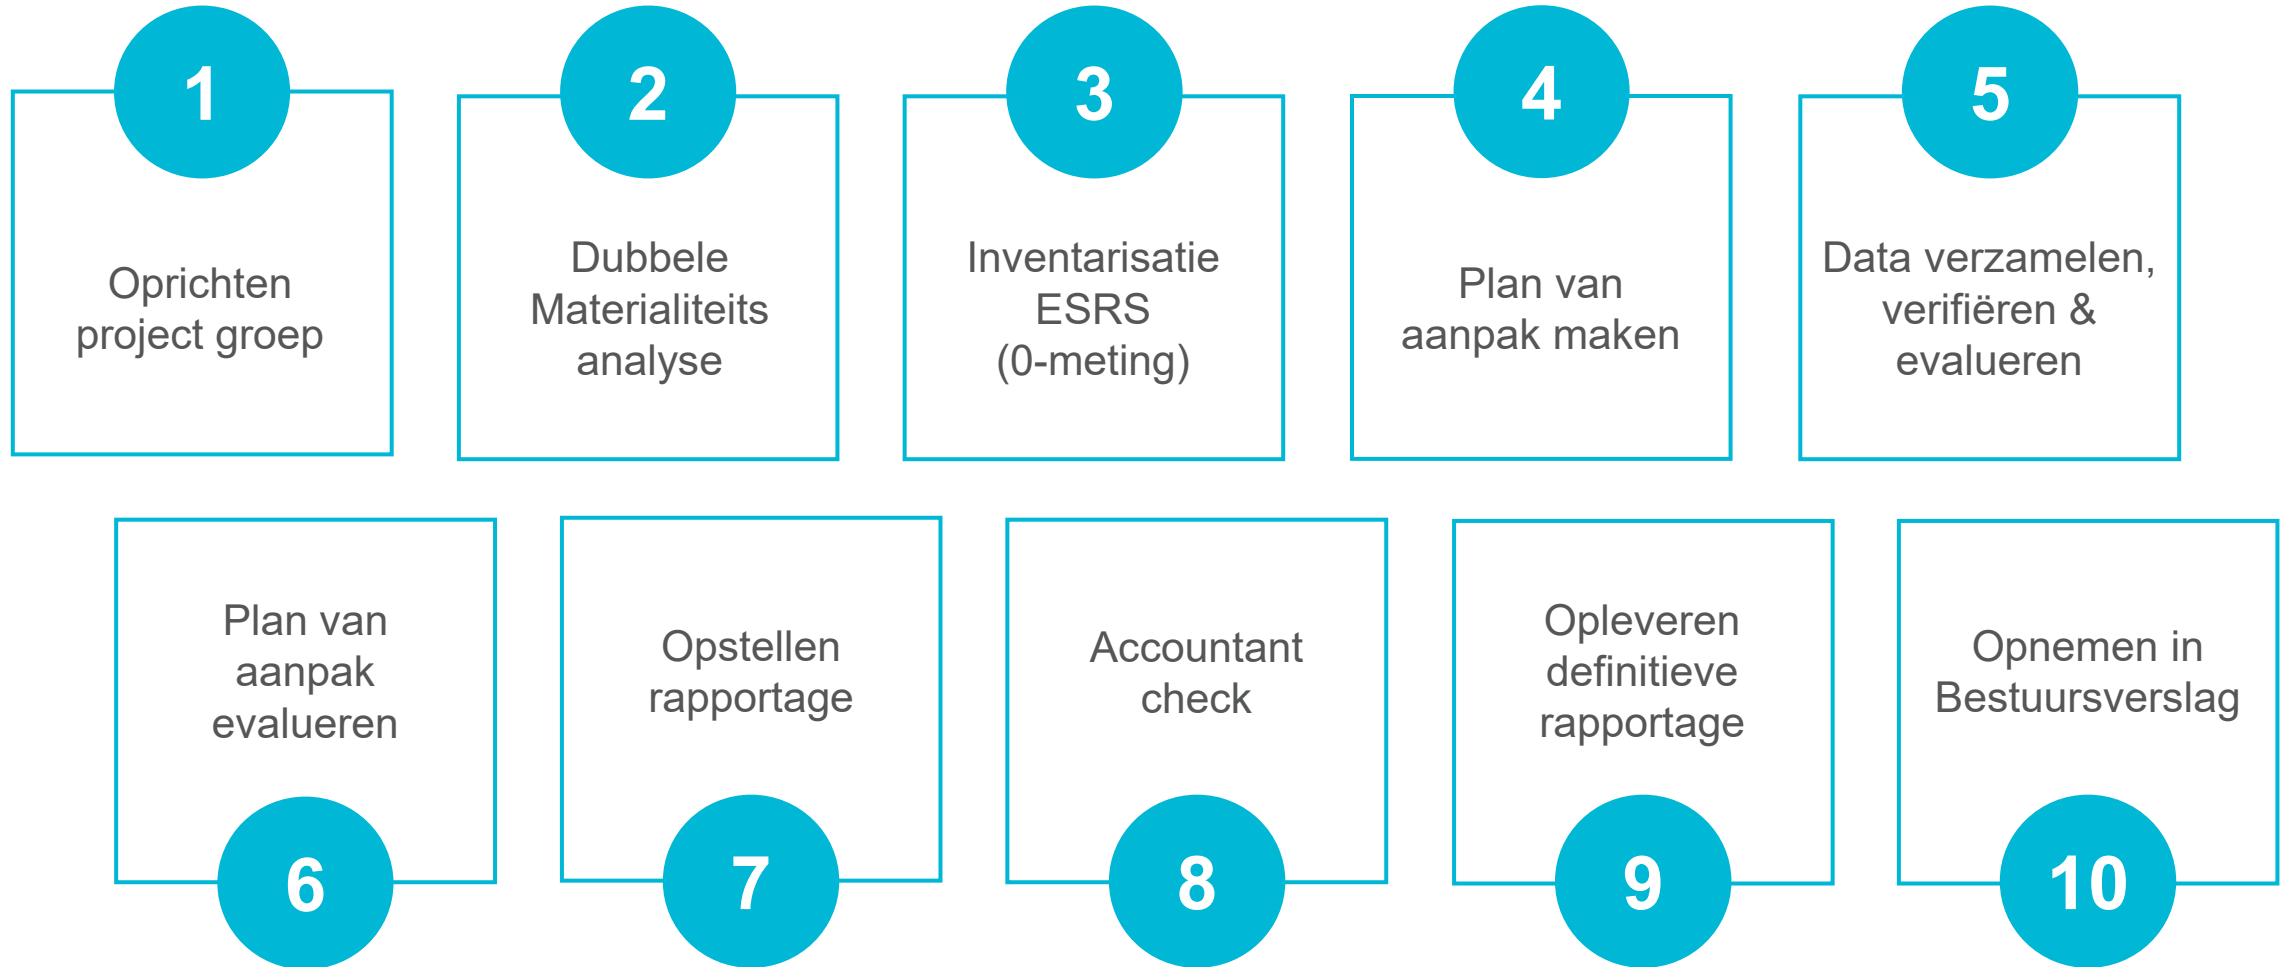 1
Oprichten
project groep
2
Dubbele
Materialiteits
analyse
3
Inventarisatie
ESRS
(0-meting)
4
Plan van
aanpak maken
5
Data verzamelen,
verifiëren &
evalueren
Plan van
aanpak
evalueren
6
Opstellen
rapportage
7
Accountant
check
8
Opleveren
definitieve
rapportage
9
Opnemen in
Bestuursverslag
10